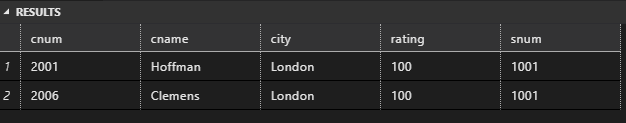 RESULTS
cnum cname city rating snum
1 2001 Hoffman London 100 1001
2 2006 Clemens London 100 1001